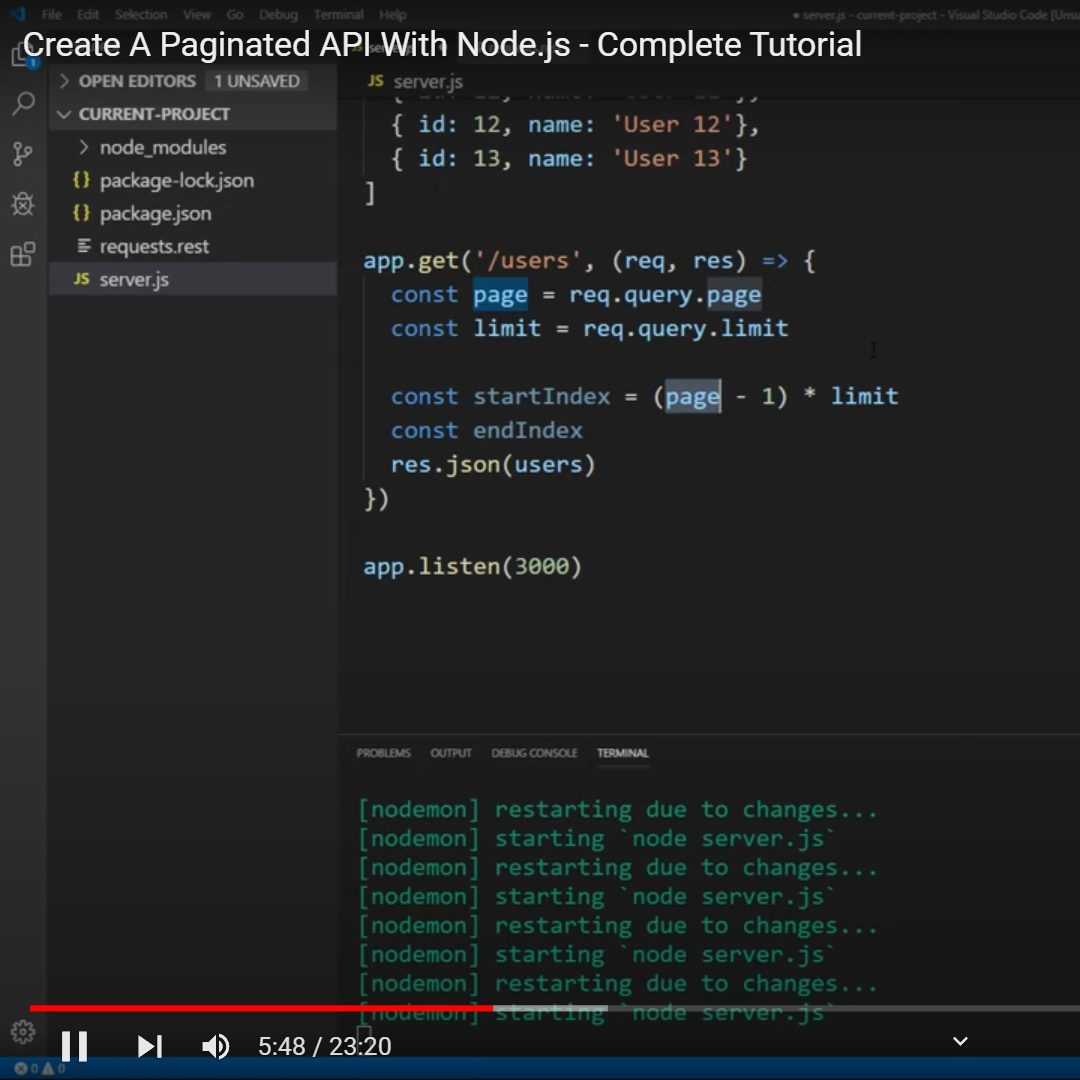 File Edit Selection View Go Debug Terminal Help
● server.js - current-project - Visual Studio Code [Unsu
Create A Paginated API With Node.js - Complete Tutorial
1
OPEN EDITORS 1 UNSAVED
CURRENT-PROJECT
node_modules
{} package-lock.json
{} package.json
requests.rest
JS server.js
JS server.js
{ id: 12, name: 'User 12'},
{ id: 13, name: 'User 13'}
]
app.get('/users', (req, res) => {
const page = req.query.page
const limit = req.query.limit
const startIndex = (page - 1) * limit
const endIndex
res.json(users)
})
app.listen(3000)
PROBLEMS OUTPUT DEBUG CONSOLE TERMINAL
[nodemon] restarting due to changes...
[nodemon] starting `node server.js`
[nodemon] restarting due to changes...
[nodemon] starting `node server.js`
[nodemon] restarting due to changes...
[nodemon] starting `node server.js`
[nodemon] restarting due to changes...
[nodemon] starting `node server.js`
5:48 / 23:20
0 0